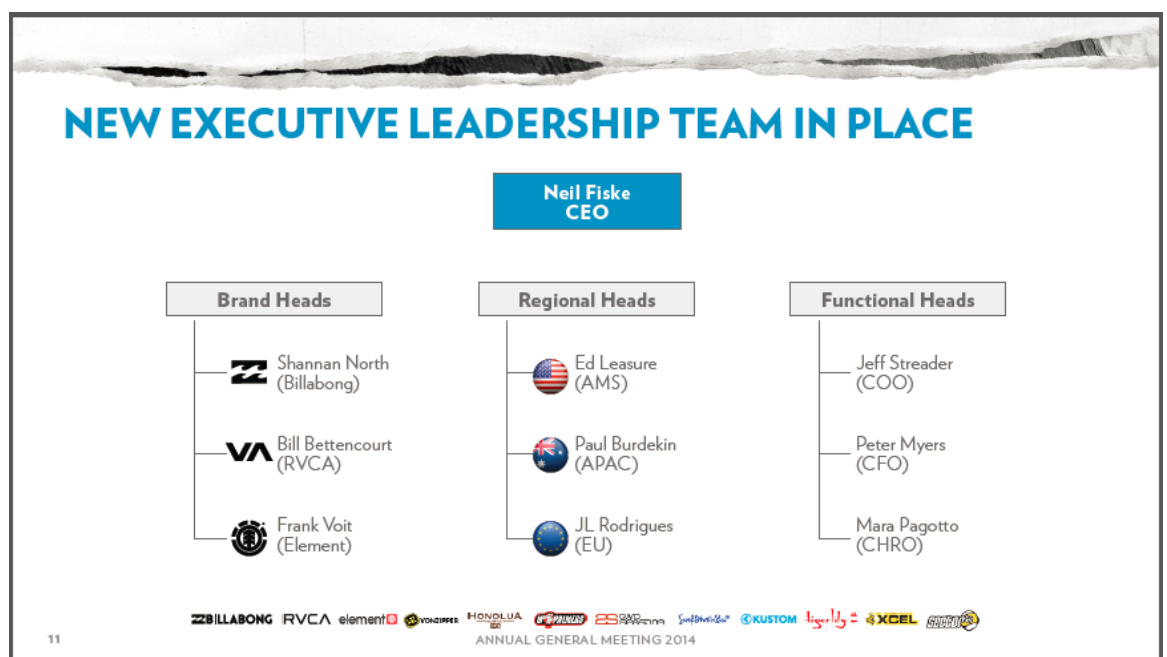 NEW EXECUTIVE LEADERSHIP TEAM IN PLACE
Neil Fiske
CEO
Brand Heads
Shannan North
(Billabong)
Bill Bettencourt
(RVCA)
Frank Voit
(Element)
Regional Heads
Ed Leasure
(AMS)
Paul Burdekin
(APAC)
JL Rodrigues
(EU)
Functional Heads
Jeff Streader
(COO)
Peter Myers
(CFO)
Mara Pagotto
(CHRO)
BILLABONG RVCA element VONZIPPER HONOLUA PALMERS KUSTOM tigerlily XCEL
11
ANNUAL GENERAL MEETING 2014